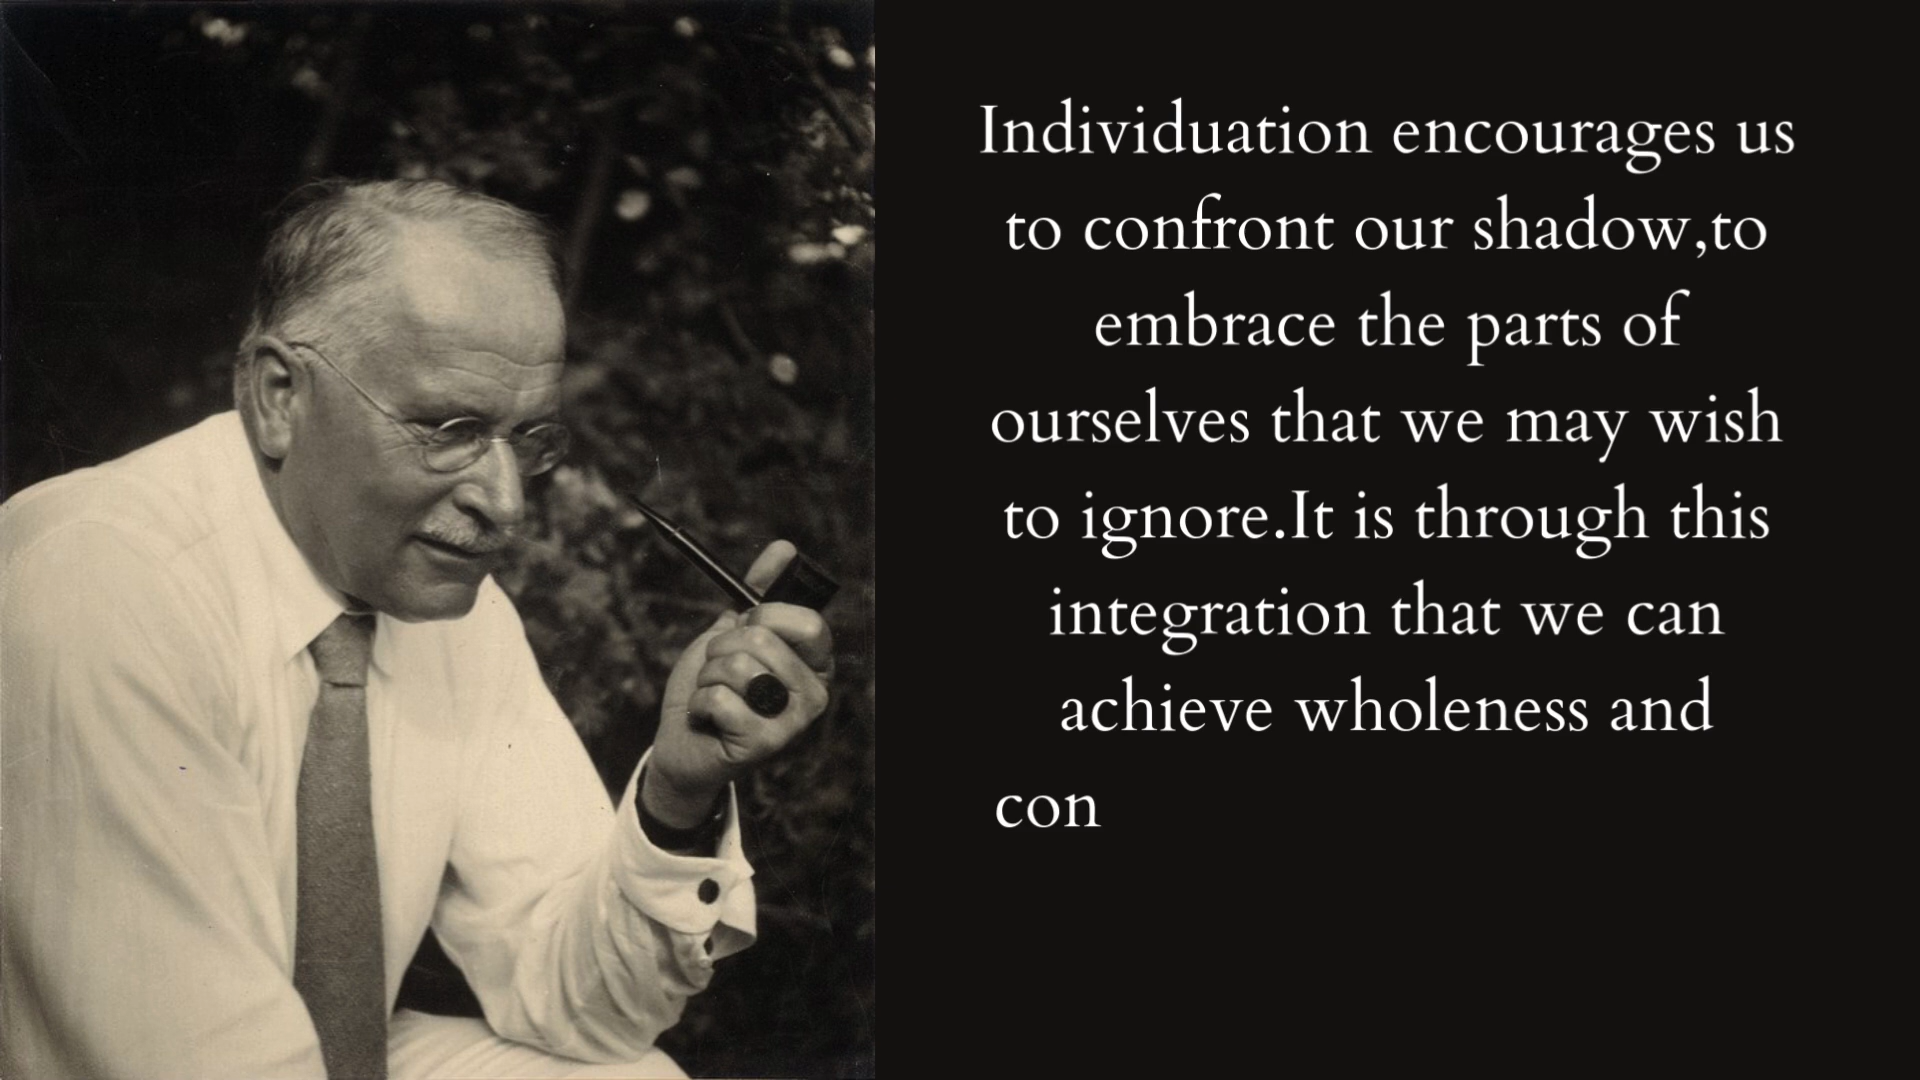 Individuation encourages us
to confront our shadow,to
embrace the parts of
ourselves that we may wish
to ignore.It is through this
integration that we can
achieve wholeness and
con